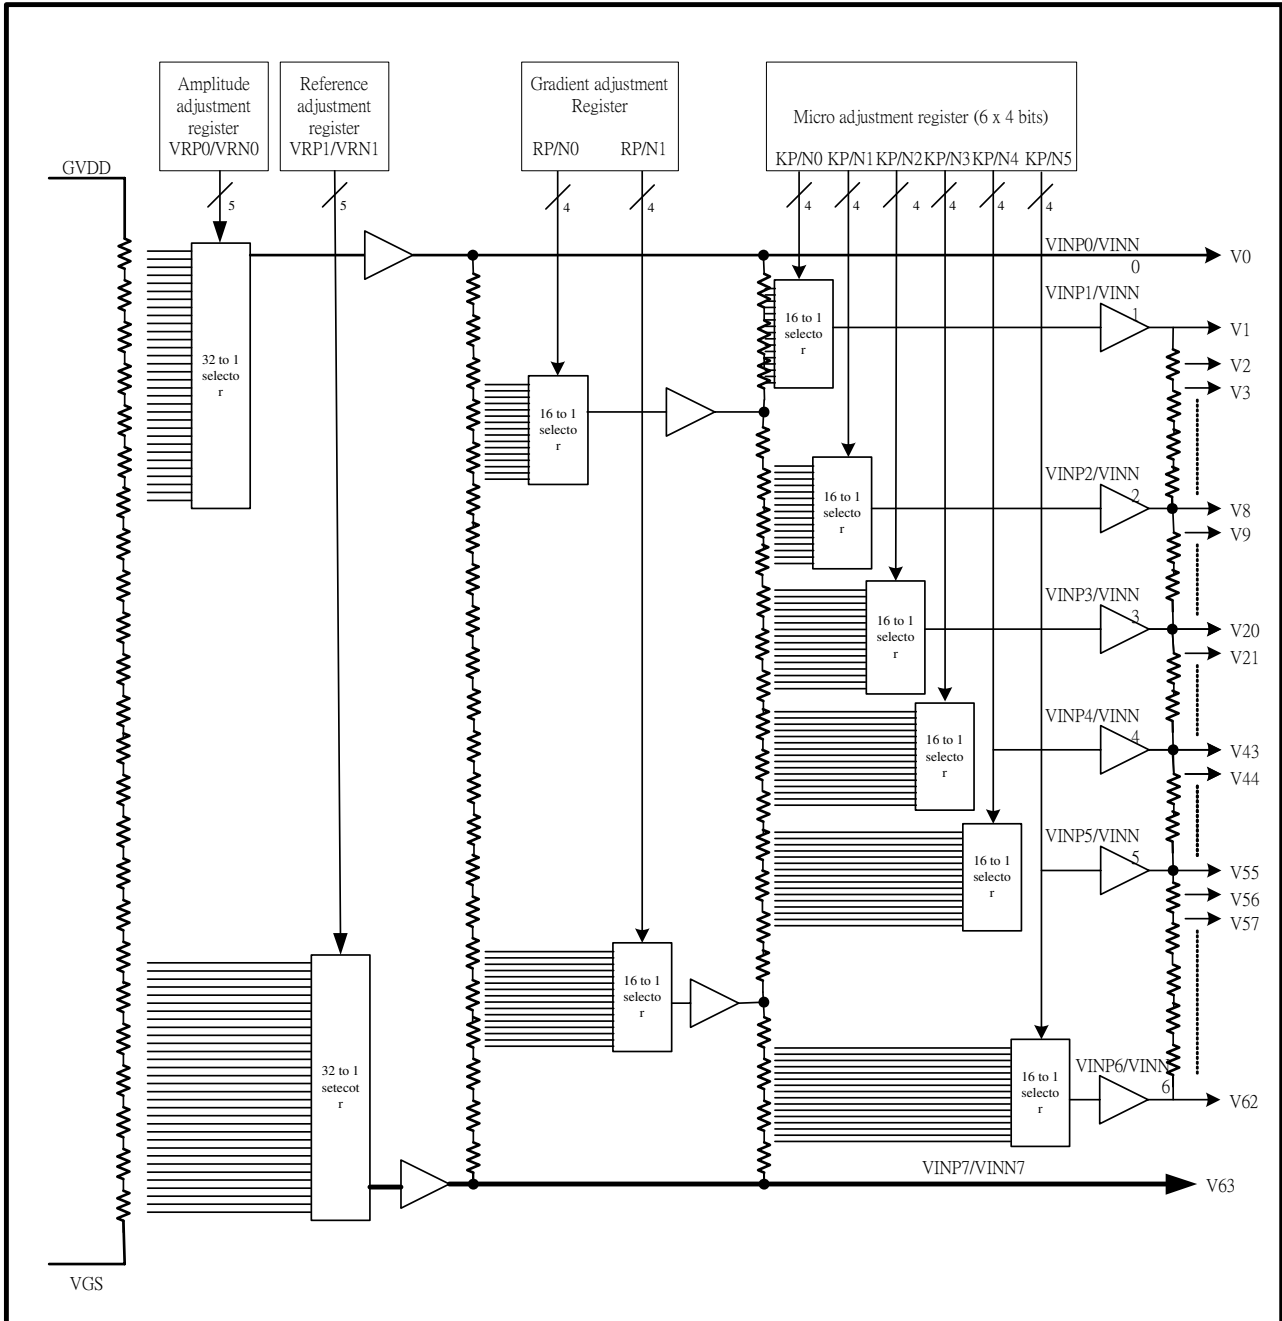 Amplitude
adjustment
register
VRP0/VRN0
Reference
adjustment
register
VRP1/VRN1
Gradient adjustment
Register
RP/N0 RP/N1
Micro adjustment register (6 x 4 bits)
KP/N0 KP/N1 KP/N2 KP/N3 KP/N4 KP/N5
GVDD
5
5
4
4
4
4
4
4
4
4
VINP0/VINN
0
V0
VINP1/VINN
1
V1
16 to 1
selecto
r
V2
V3
32 to 1
selecto
r
16 to 1
selecto
r
VINP2/VINN
2
V8
16 to 1
selecto
r
V9
VINP3/VINN
3
V20
16 to 1
selecto
r
V21
VINP4/VINN
4
V43
16 to 1
selecto
r
V44
VINP5/VINN
5
V55
16 to 1
selecto
r
V56
V57
16 to 1
selecto
r
32 to 1
setecot
r
VINP6/VINN
6
V62
16 to 1
selecto
r
VINP7/VINN7
V63
VGS